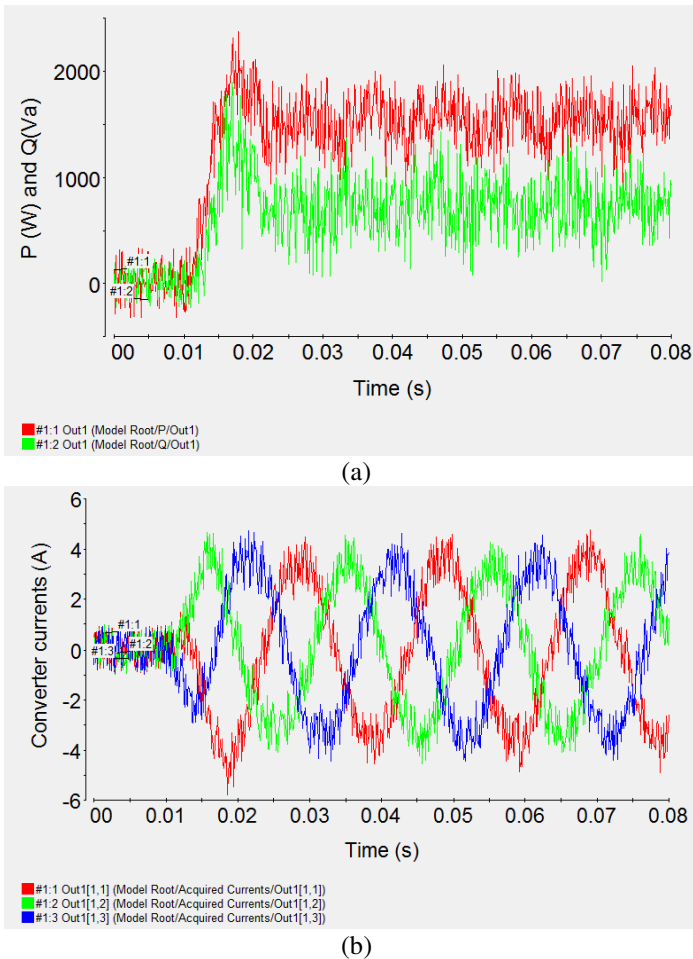 P (W) and Q(Va)
2000
1000
0
#1:1
#1:2
00 0.01 0.02 0.03 0.04 0.05 0.06 0.07 0.08
Time (s)
#1:1 Out1 (Model Root/P/Out1)
#1:2 Out1 (Model Root/Q/Out1)
(a)
Converter currents (A)
6
4
2
0
-2
-4
-6
#1:1
#1:2
#1:3
00 0.01 0.02 0.03 0.04 0.05 0.06 0.07 0.08
Time (s)
#1:1 Out1[1,1] (Model Root/Acquired Currents/Out1[1,1])
#1:2 Out1[1,2] (Model Root/Acquired Currents/Out1[1,2])
#1:3 Out1[1,3] (Model Root/Acquired Currents/Out1[1,3])
(b)